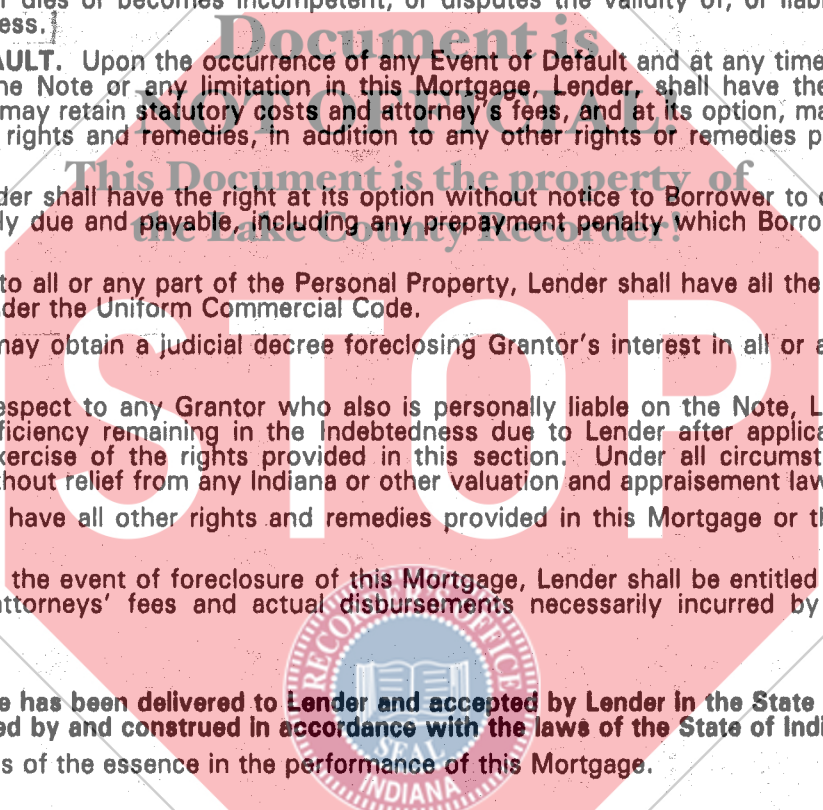 dies or becomes incompetent, or disputes the validity of, or
ess.
Document is
AULT. Upon the occurrence of any Event of Default and at any time
he Note or any limitation in this Mortgage, Lender, shall have the
NOT OFFICIAL!
may retain statutory costs and attorney's fees, and at its option, ma
rights and remedies, in addition to any other rights or remedies p
This Document is the property of
der shall have the right at its option without notice to Borrower to
ly due and payable, including any prepayment penalty which Borro
the Lake County Recorder!
to all or any part of the Personal Property, Lender shall have all the
der the Uniform Commercial Code.
STOP
may obtain a judicial decree foreclosing Grantor's interest in all or a
espect to any Grantor who also is personally liable on the Note, L
ficiency remaining in the Indebtedness due to Lender after applica
xercise of the rights provided in this section. Under all circumst
hout relief from any Indiana or other valuation and appraisement law
have all other rights and remedies provided in this Mortgage or th
the event of foreclosure of this Mortgage, Lender shall be entitled
attorneys' fees and actual disbursements necessarily incurred by
RECORDER'S OFFICE
e has been delivered to Lender and accepted by Lender in the State
ed by and construed in accordance with the laws of the State of Indi
SEAL
s of the essence in the performance of this Mortgage.
INDIANA